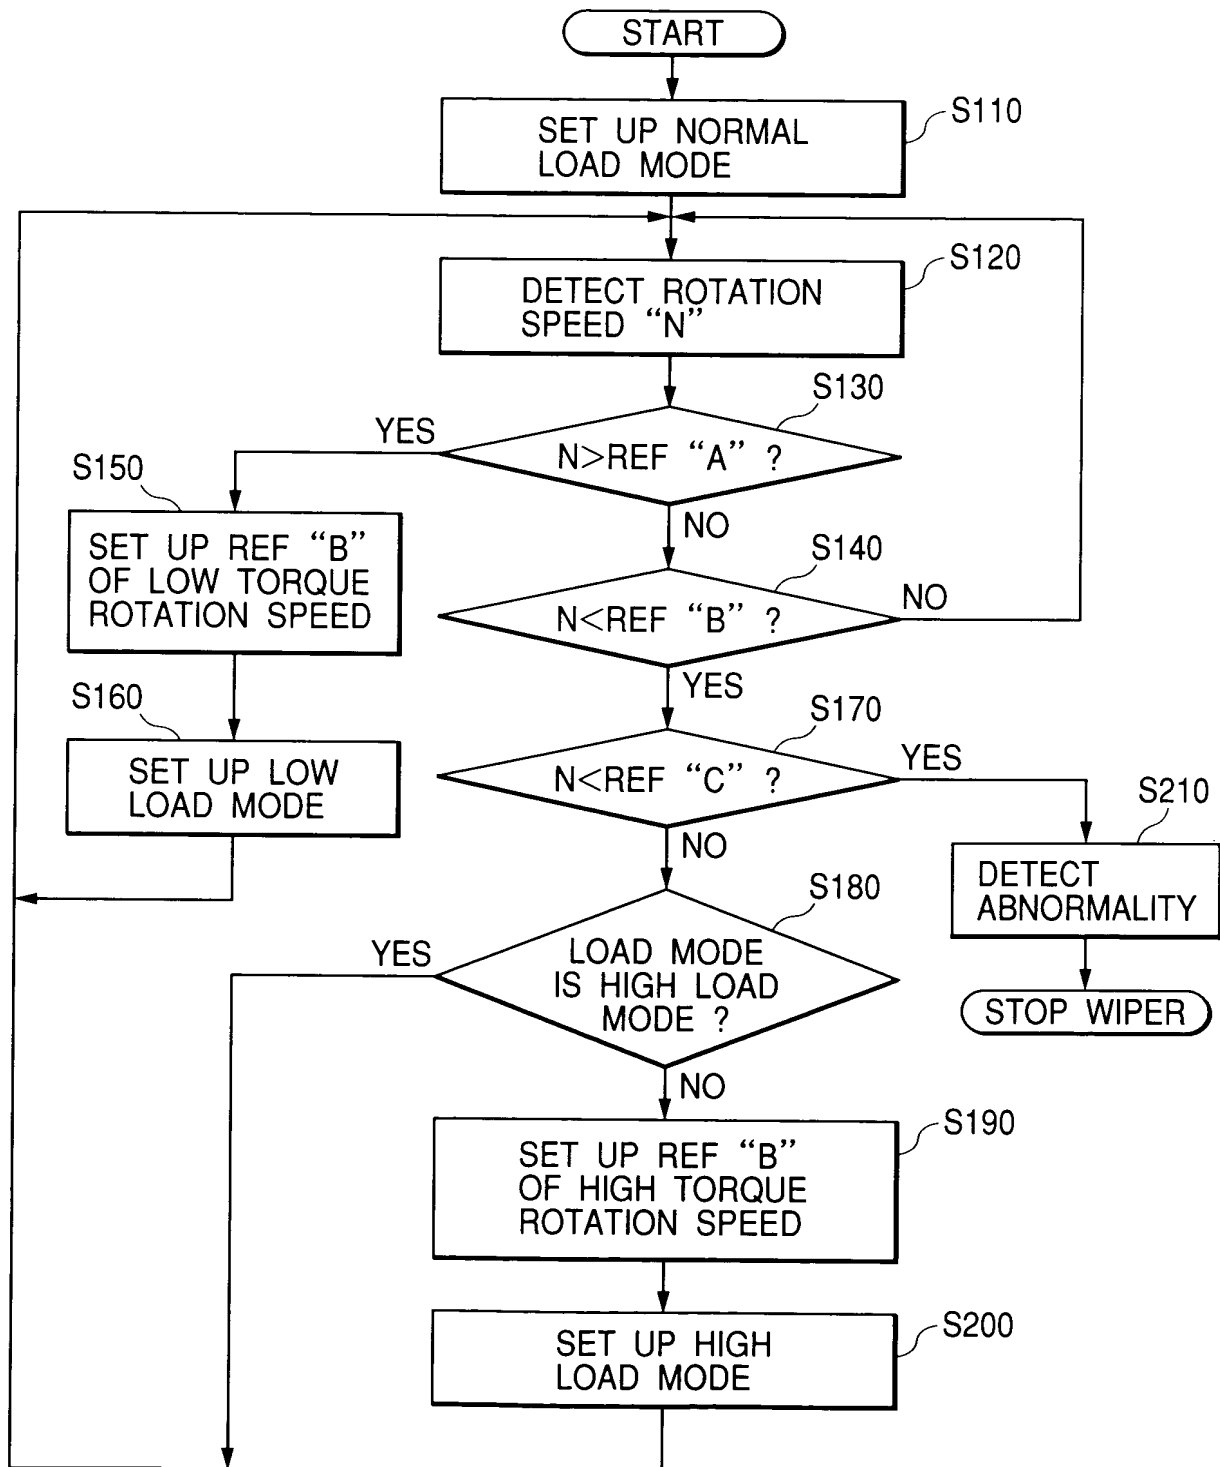 START
S110
SET UP NORMAL
LOAD MODE
S120
DETECT ROTATION
SPEED “N”
S130
YES
N>REF “A” ?
NO
S150
SET UP REF “B”
OF LOW TORQUE
ROTATION SPEED
S140
N<REF “B” ?
NO
YES
S160
SET UP LOW
LOAD MODE
S170
N<REF “C” ?
YES
NO
S210
DETECT
ABNORMALITY
STOP WIPER
S180
YES
LOAD MODE
IS HIGH LOAD
MODE ?
NO
S190
SET UP REF “B”
OF HIGH TORQUE
ROTATION SPEED
S200
SET UP HIGH
LOAD MODE